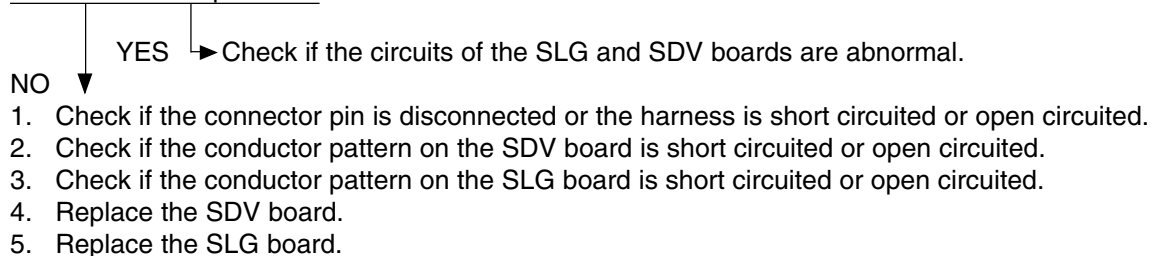 YES Check if the circuits of the SLG and SDV boards are abnormal.
NO
1. Check if the connector pin is disconnected or the harness is short circuited or open circuited.
2. Check if the conductor pattern on the SDV board is short circuited or open circuited.
3. Check if the conductor pattern on the SLG board is short circuited or open circuited.
4. Replace the SDV board.
5. Replace the SLG board.